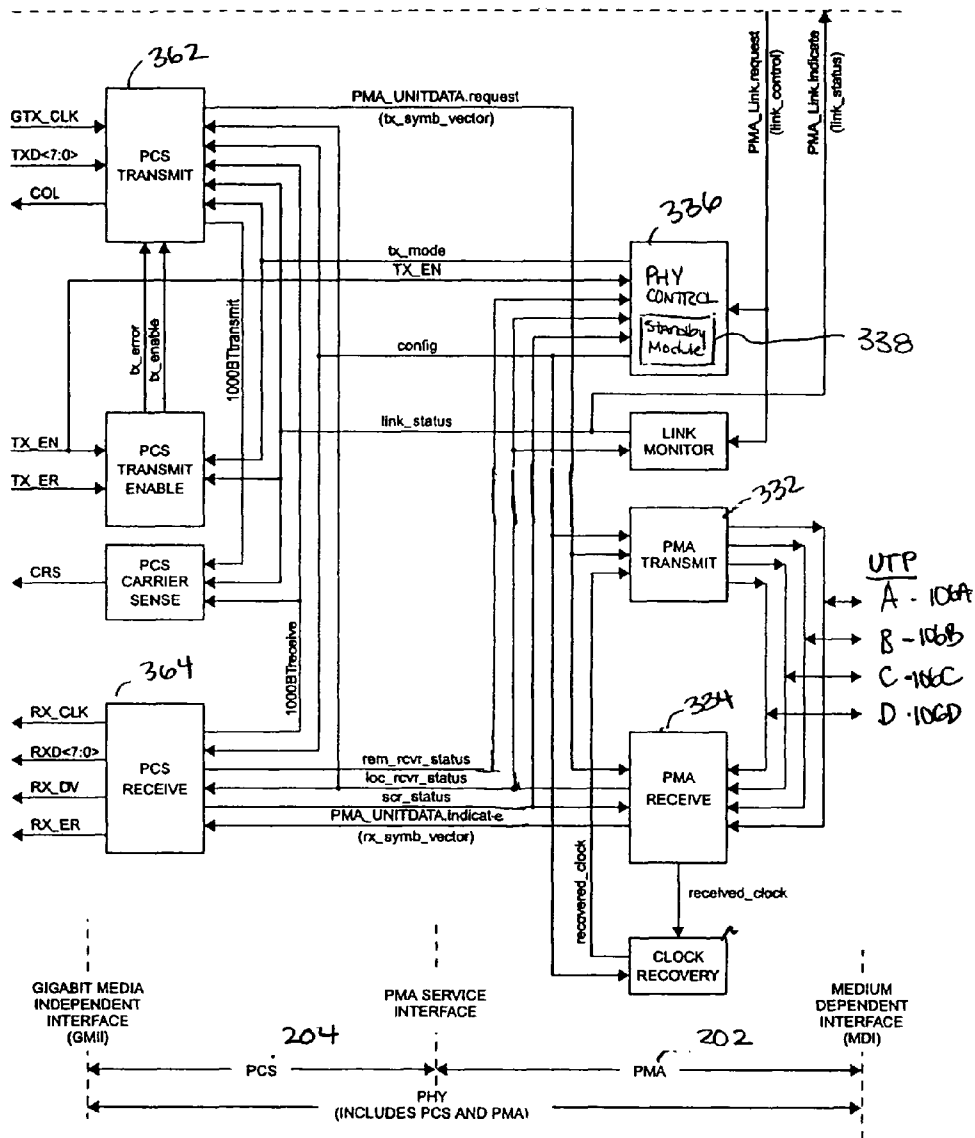 362
PMA_Link.request
(link_control)
PMA_Link.indicate
(link_status)
GTX_CLK
TXD<7:0>
COL
PCS
TRANSMIT
PMA_UNITDATA.request
(tx_symb_vector)
336
PHY
CONTROL
Standby
Module
338
tx_mode
TX_EN
config
tx_error
tx_enable
1000BTtransmit
link_status
LINK
MONITOR
TX_EN
TX_ER
PCS
TRANSMIT
ENABLE
332
PMA
TRANSMIT
CRS
PCS
CARRIER
SENSE
UTP
A - 106A
B - 106B
C - 106C
D - 106D
1000BTreceive
364
334
RX_CLK
RXD<7:0>
RX_DV
RX_ER
PCS
RECEIVE
rem_rcvr_status
loc_rcvr_status
scr_status
PMA_UNITDATA.indicate
(rx_symb_vector)
PMA
RECEIVE
recovered_clock
received_clock
CLOCK
RECOVERY
GIGABIT MEDIA
INDEPENDENT
INTERFACE
(GMII)
PMA SERVICE
INTERFACE
MEDIUM
DEPENDENT
INTERFACE
(MDI)
204
202
PCS
PMA
PHY
(INCLUDES PCS AND PMA)